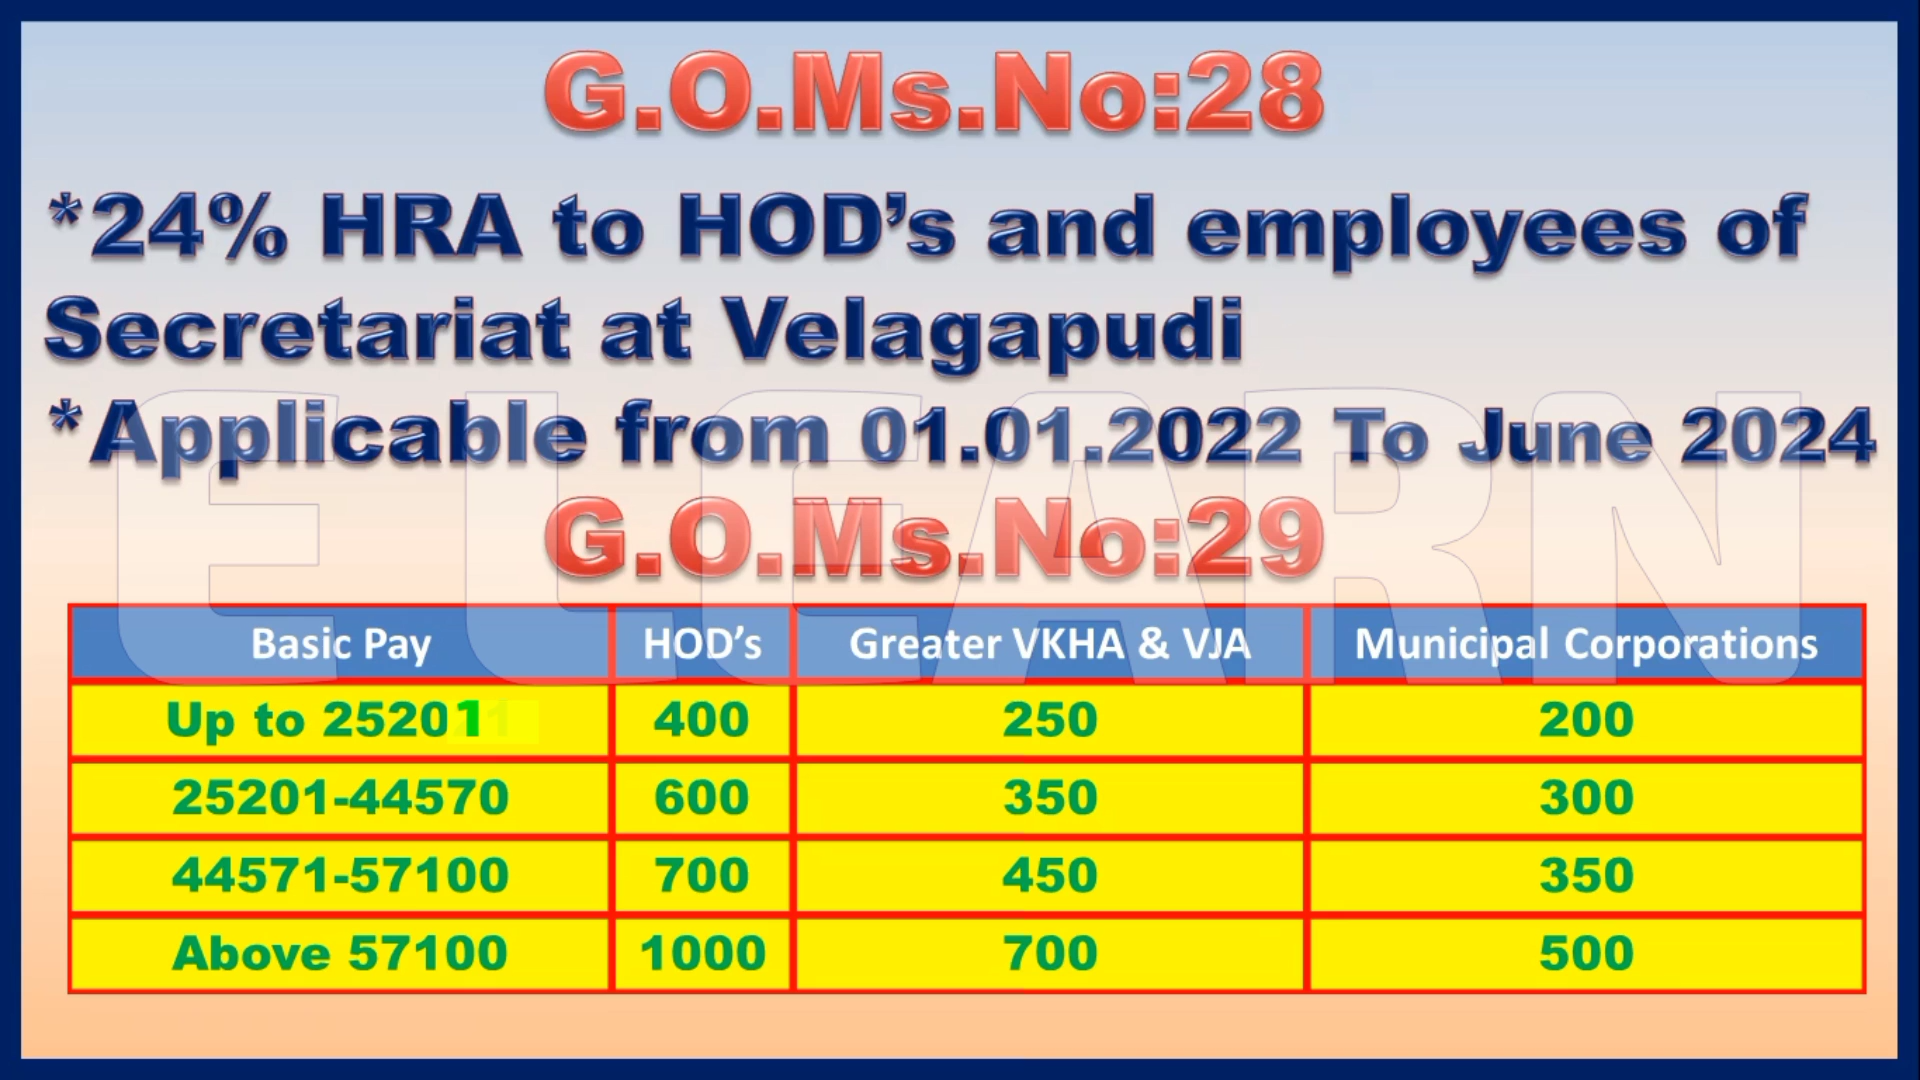 G.O.Ms.No:28
*24% HRA to HOD's and employees of
Secretariat at Velagapudi
*Applicable from 01.01.2022 To June 2024
G.O.Ms.No:29
Basic Pay HOD's Greater VKHA & VJA Municipal Corporations
Up to 25201 400 250 200
25201-44570 600 350 300
44571-57100 700 450 350
Above 57100 1000 700 500
E LEARN